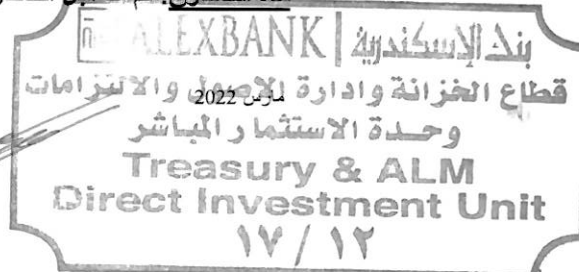 ALEXBANK | بنك الإسكندرية
قطاع الخزانة وادارة للاصول والالتزامات
مارس 2022
وحدة الاستثمار المباشر
Treasury & ALM
Direct Investment Unit
١٧ / ١٢